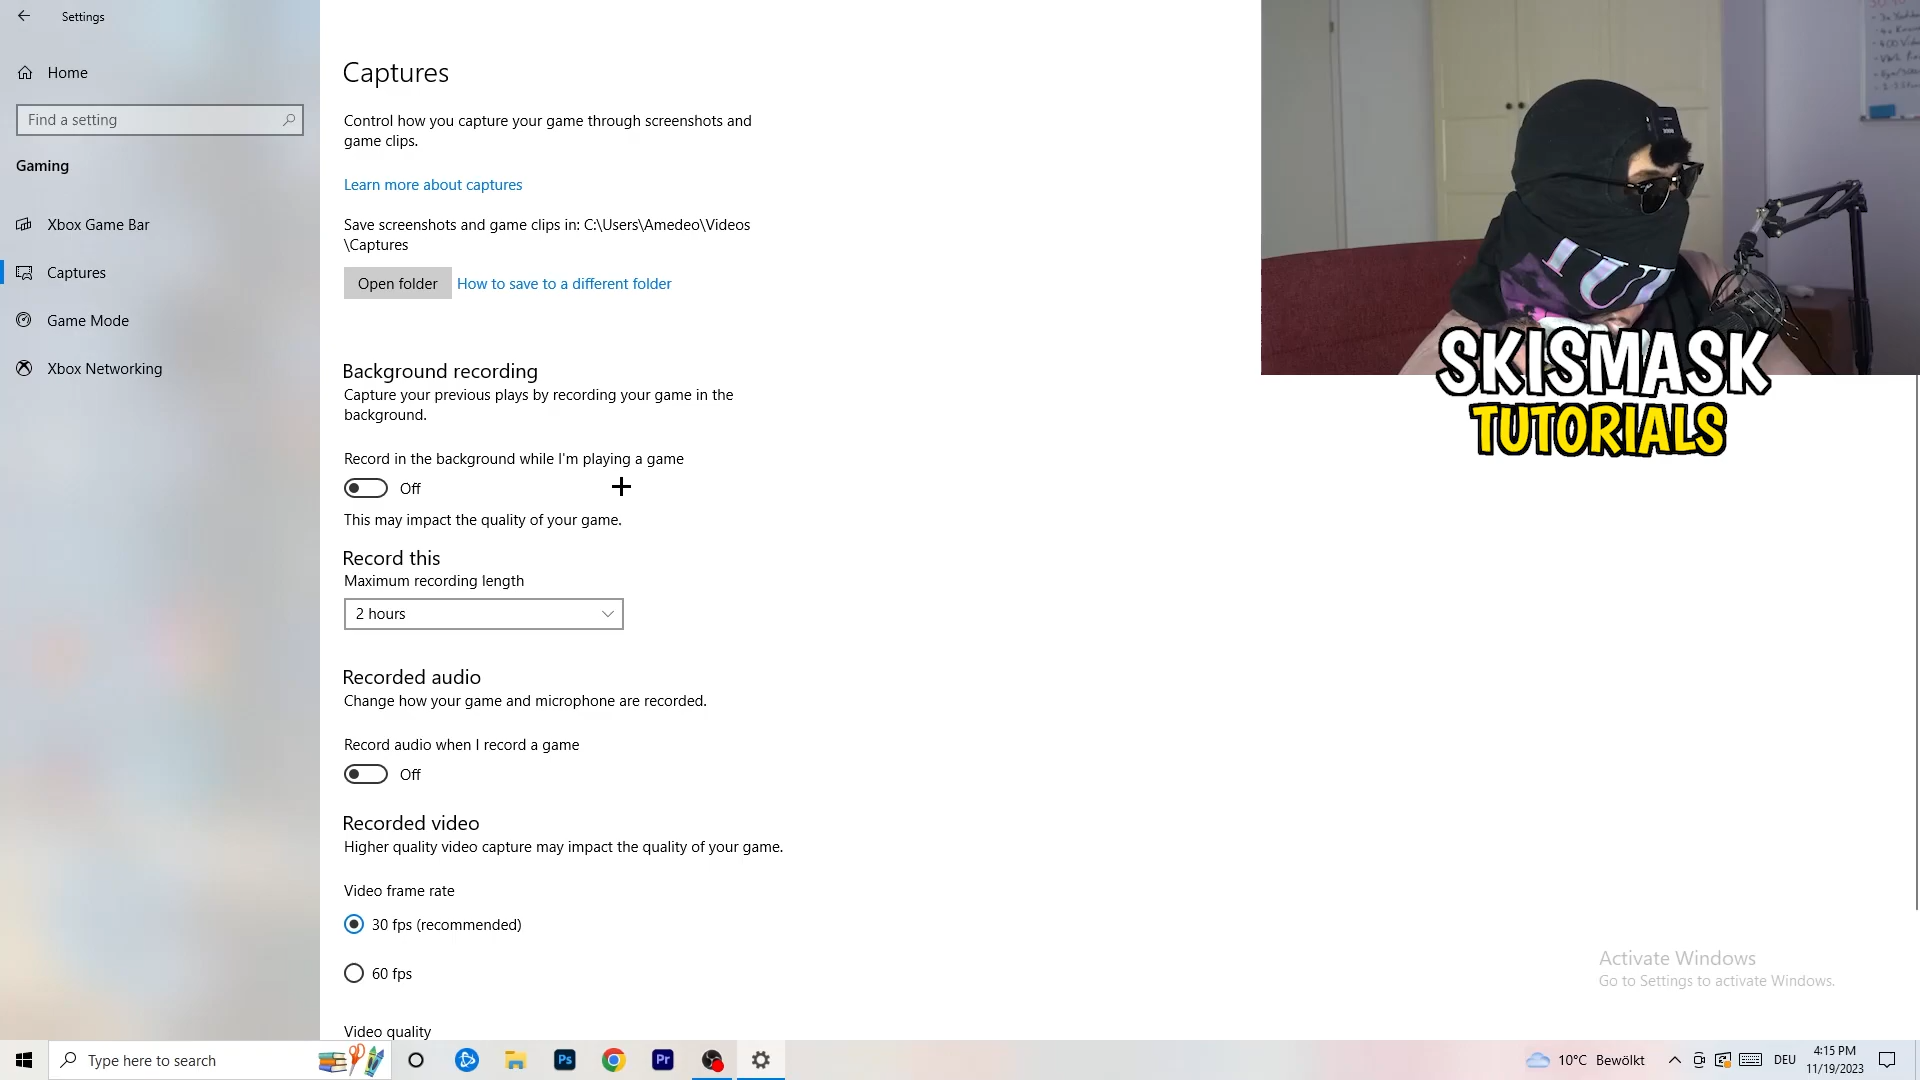 Settings
Home
Find a setting
Gaming
Xbox Game Bar
Captures
Game Mode
Xbox Networking
Captures
Control how you capture your game through screenshots and
game clips.
Learn more about captures
Save screenshots and game clips in: C:\Users\Amedeo\Videos
\Captures
Open folder
How to save to a different folder
Background recording
Capture your previous plays by recording your game in the
background.
Record in the background while I'm playing a game
Off
This may impact the quality of your game.
Record this
Maximum recording length
2 hours
Recorded audio
Change how your game and microphone are recorded.
Record audio when I record a game
Off
Recorded video
Higher quality video capture may impact the quality of your game.
Video frame rate
30 fps (recommended)
60 fps
Video quality
SKISMASK
TUTORIALS
Activate Windows
Go to Settings to activate Windows.
Type here to search
Ps
Pr
10°C Bewölkt
DEU
4:15 PM
11/19/2023